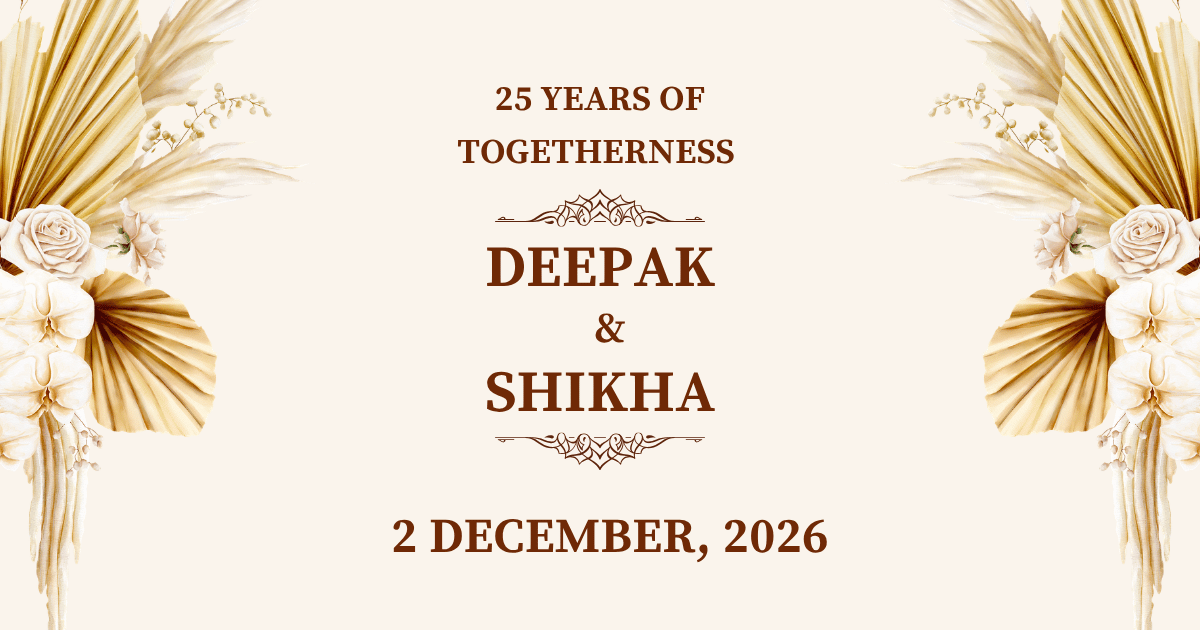 25 YEARS OF
TOGETHERNESS
DEEPAK
&
SHIKHA
2 DECEMBER, 2026